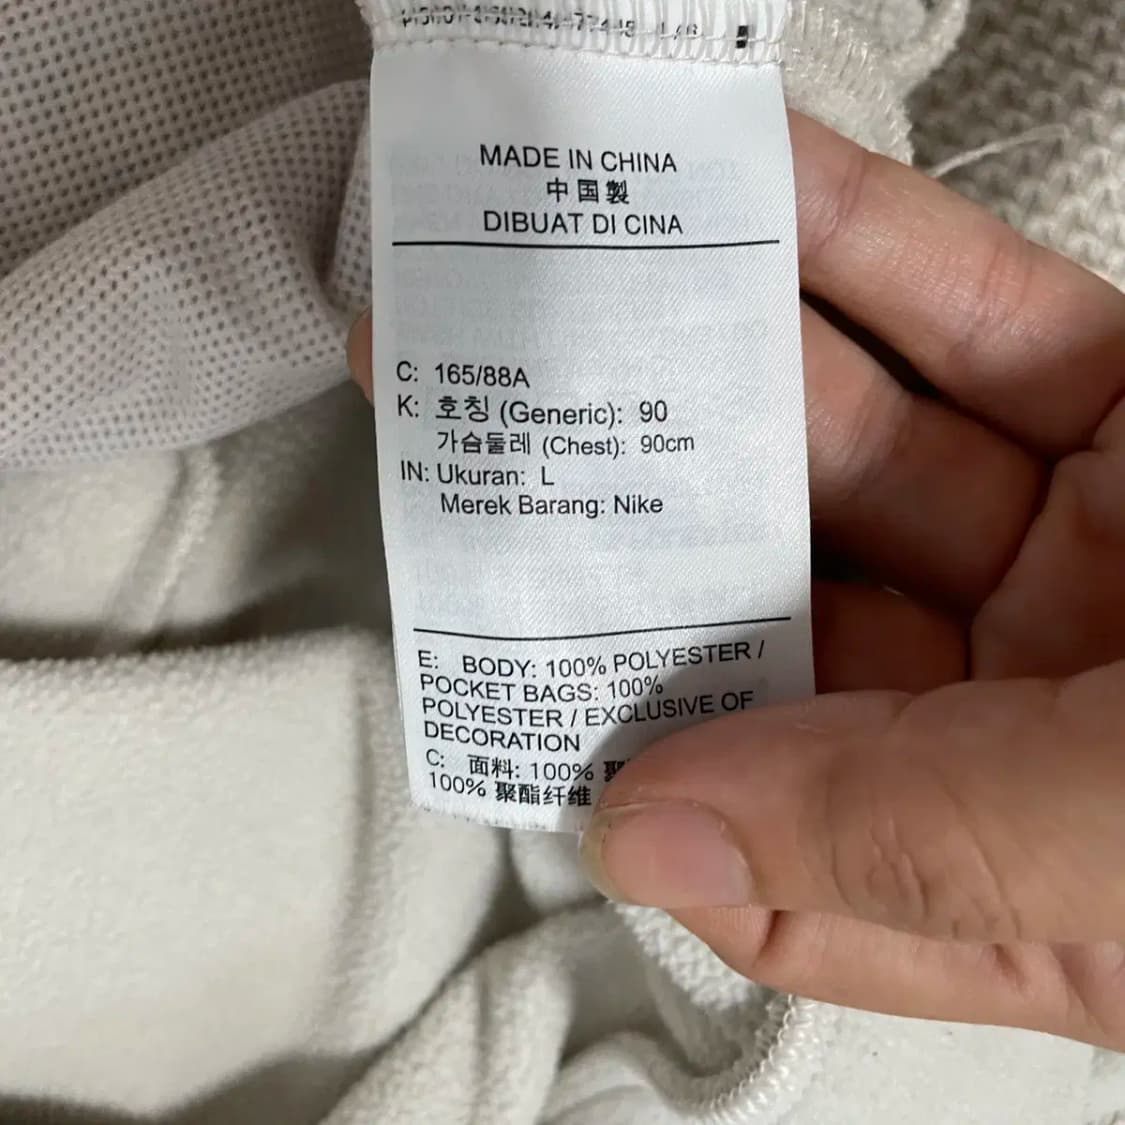 MADE IN CHINA
中国製
DIBUAT DI CINA
C: 165/88A
K: 호칭 (Generic): 90
가슴둘레 (Chest): 90cm
IN: Ukuran: L
Merek Barang: Nike
E: BODY: 100% POLYESTER /
POCKET BAGS: 100%
POLYESTER / EXCLUSIVE OF
DECORATION
C: 面料: 100%
100% 聚酯纤维